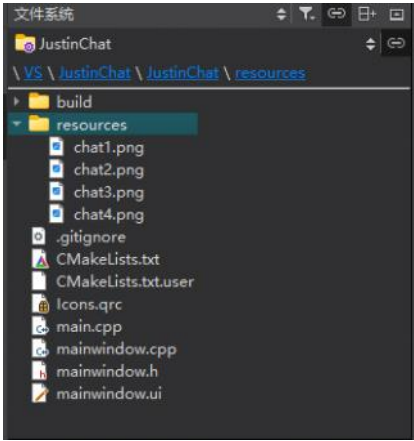 文件系统
JustinChat
\ VS \ JustinChat \ JustinChat \ resources
build
resources
chat1.png
chat2.png
chat3.png
chat4.png
.gitignore
CMakeLists.txt
CMakeLists.txt.user
Icons.qrc
main.cpp
mainwindow.cpp
mainwindow.h
mainwindow.ui